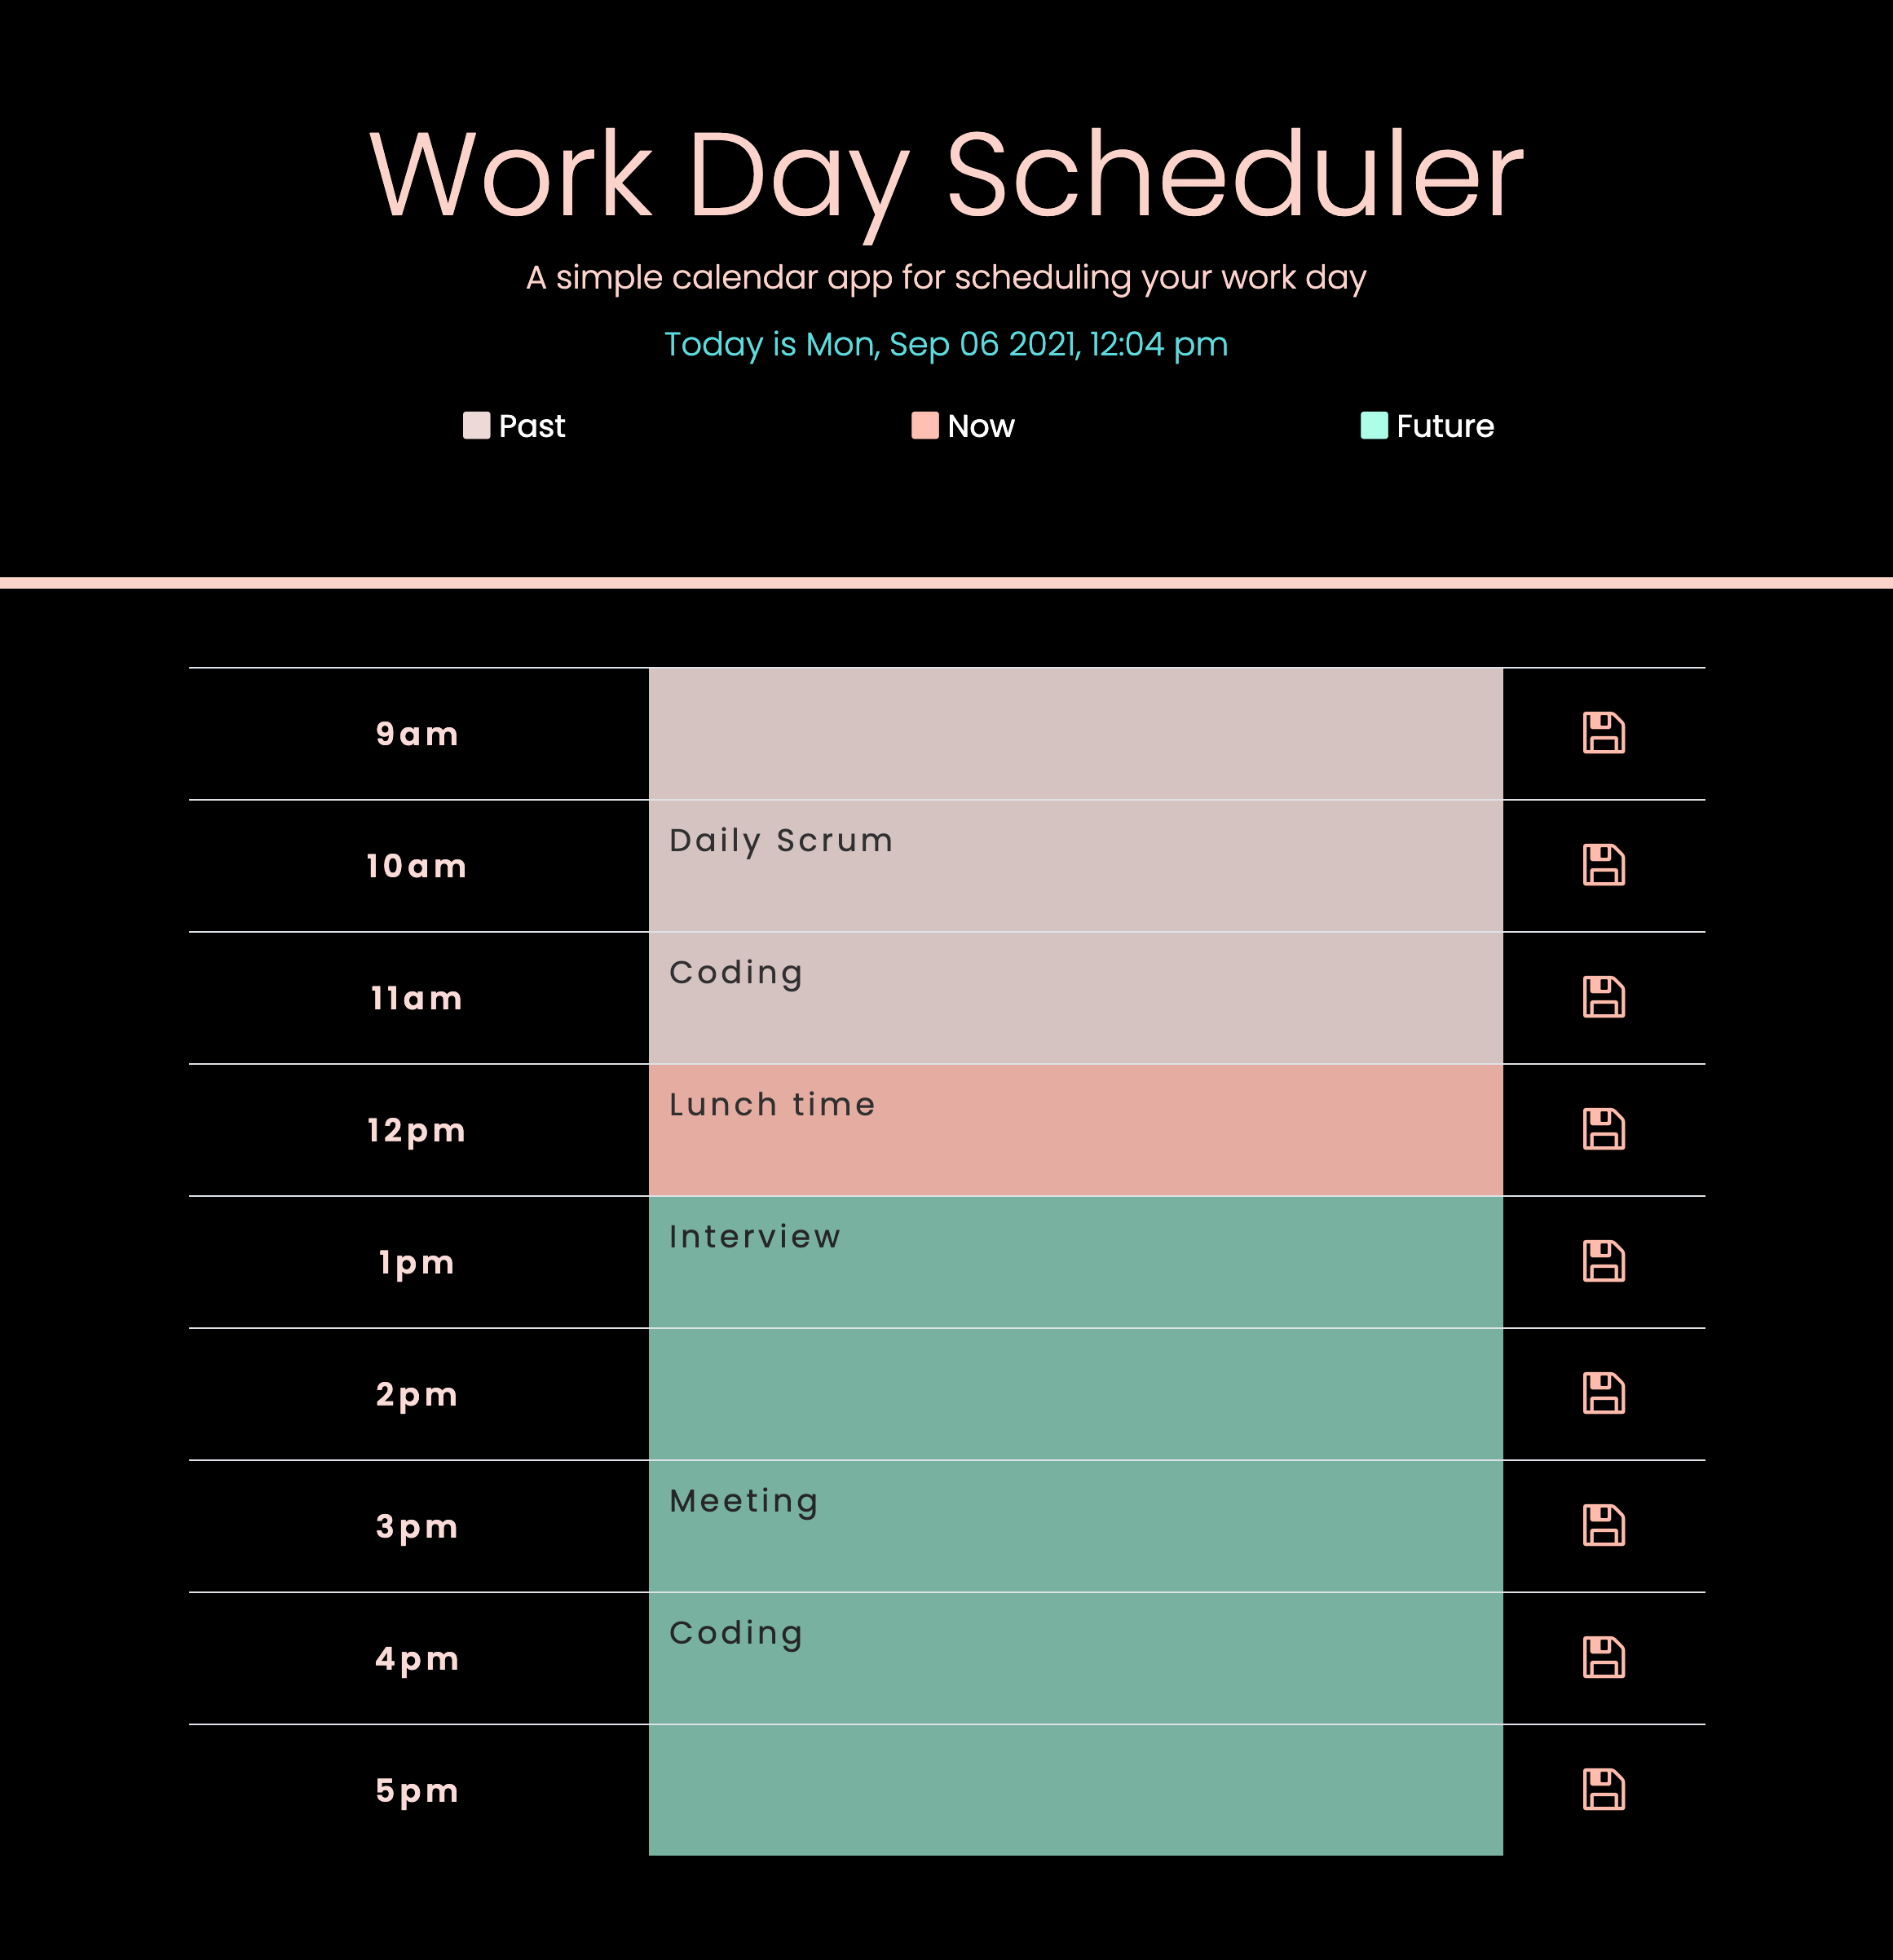 Work Day Scheduler
A simple calendar app for scheduling your work day
Today is Mon, Sep 06 2021, 12:04 pm
Past Now Future
9am
10am Daily Scrum
11am Coding
12pm Lunch time
1pm Interview
2pm
3pm Meeting
4pm Coding
5pm